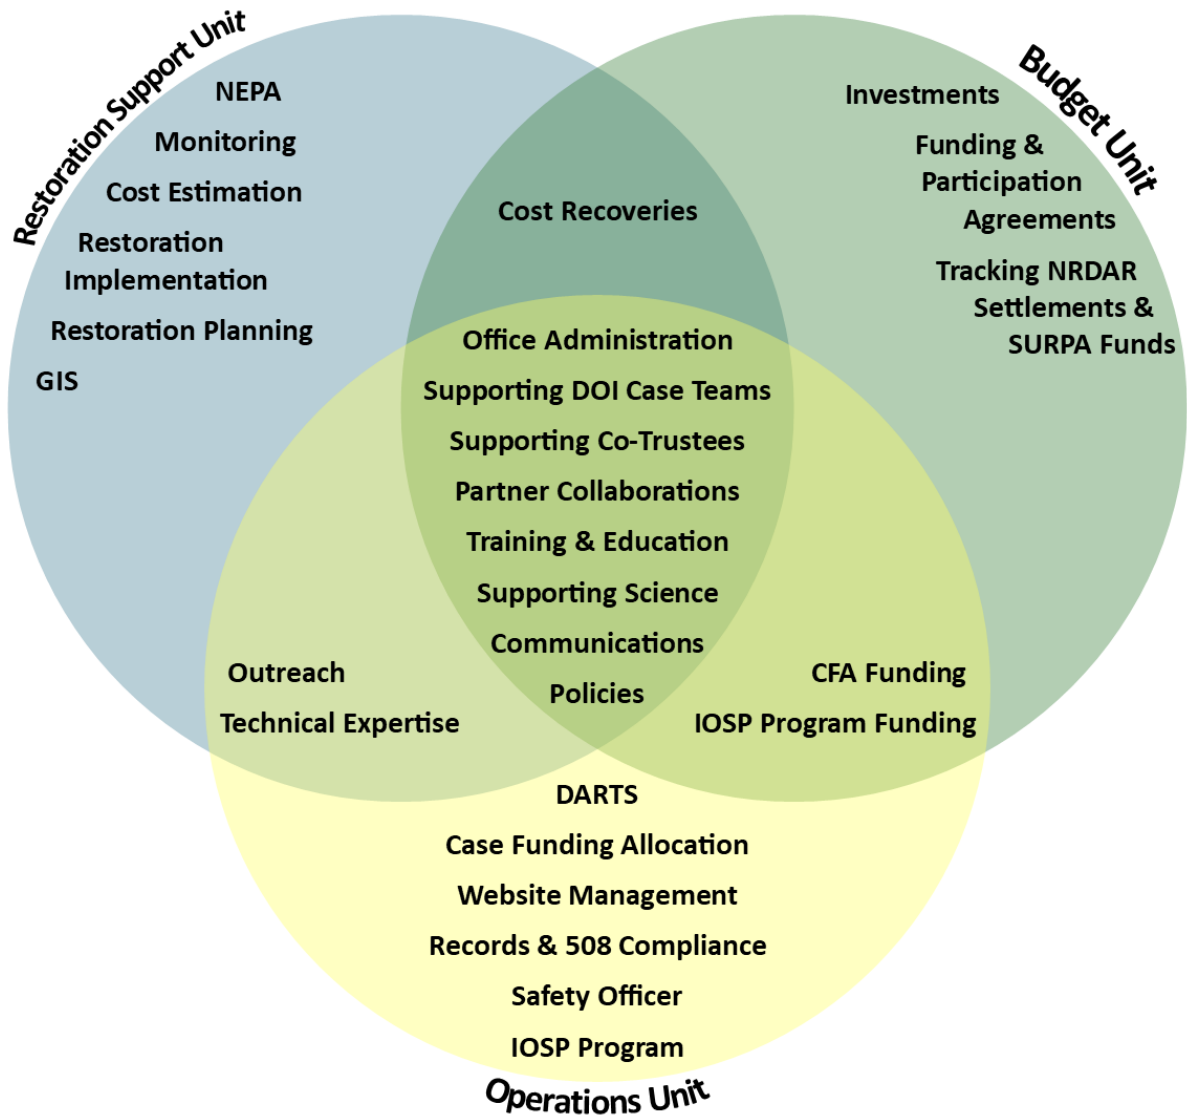 Restoration Support Unit
NEPA
Monitoring
Cost Estimation
Restoration
Implementation
Restoration Planning
GIS
Budget Unit
Investments
Funding &
Participation
Agreements
Tracking NRDAR
Settlements &
SURPA Funds
Cost Recoveries
Office Administration
Supporting DOI Case Teams
Supporting Co-Trustees
Partner Collaborations
Training & Education
Supporting Science
Communications
Policies
Outreach
Technical Expertise
CFA Funding
IOSP Program Funding
DARTS
Case Funding Allocation
Website Management
Records & 508 Compliance
Safety Officer
IOSP Program
Operations Unit